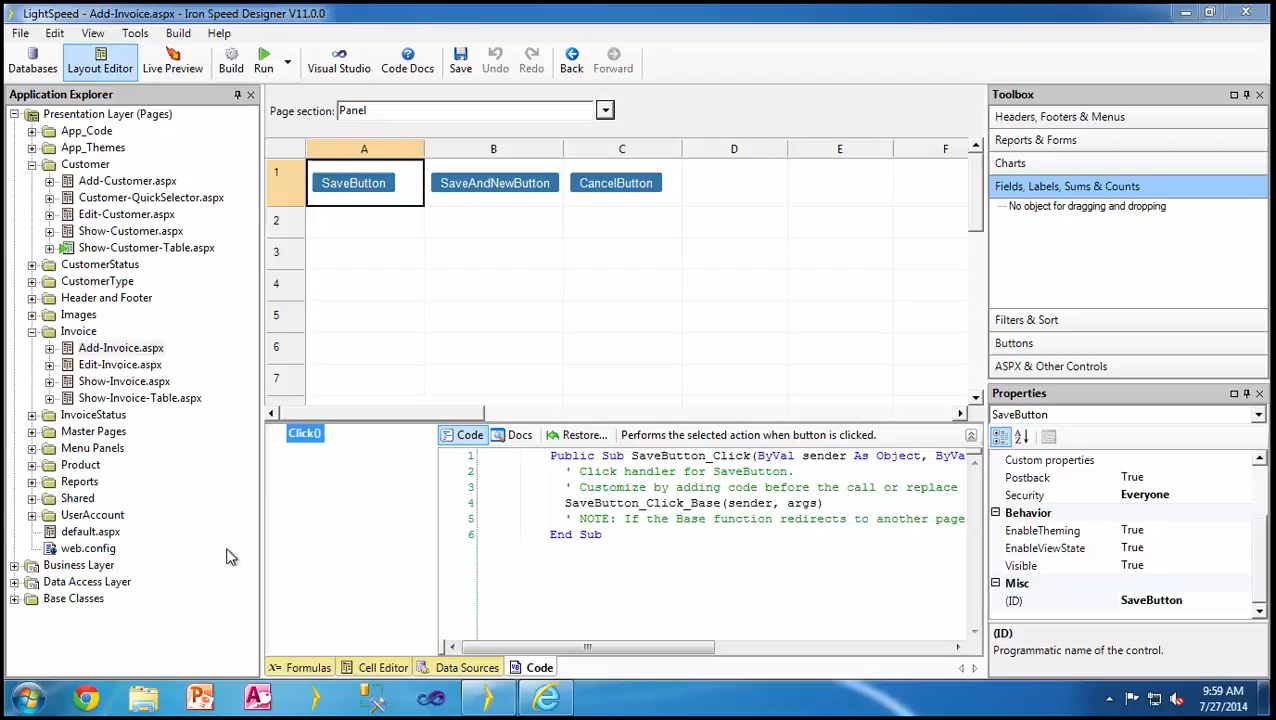 LightSpeed - Add-Invoice.aspx - Iron Speed Designer V11.0.0
File Edit View Tools Build Help
Databases Layout Editor Live Preview Build Run Visual Studio Code Docs Save Undo Redo Back Forward
Application Explorer
Presentation Layer (Pages)
App_Code
App_Themes
Customer
Add-Customer.aspx
Customer-QuickSelector.aspx
Edit-Customer.aspx
Show-Customer.aspx
Show-Customer-Table.aspx
CustomerStatus
CustomerType
Header and Footer
Images
Invoice
Add-Invoice.aspx
Edit-Invoice.aspx
Show-Invoice.aspx
Show-Invoice-Table.aspx
InvoiceStatus
Master Pages
Menu Panels
Product
Reports
Shared
UserAccount
default.aspx
web.config
Business Layer
Data Access Layer
Base Classes
Page section: Panel
A B C D E F
1 SaveButton SaveAndNewButton CancelButton
2
3
4
5
6
7
Click()
Code Docs Restore... Performs the selected action when button is clicked.
1 Public Sub SaveButton_Click(ByVal sender As Object, ByVa
2 ' Click handler for SaveButton.
3 ' Customize by adding code before the call or replace
4 SaveButton_Click_Base(sender, args)
5 ' NOTE: If the Base function redirects to another page
6 End Sub
Formulas Cell Editor Data Sources Code
Toolbox
Headers, Footers & Menus
Reports & Forms
Charts
Fields, Labels, Sums & Counts
No object for dragging and dropping
Filters & Sort
Buttons
ASPX & Other Controls
Properties
SaveButton
Custom properties
Postback True
Security Everyone
Behavior
EnableTheming True
EnableViewState True
Visible True
Misc
(ID) SaveButton
(ID)
Programmatic name of the control.
9:59 AM
7/27/2014